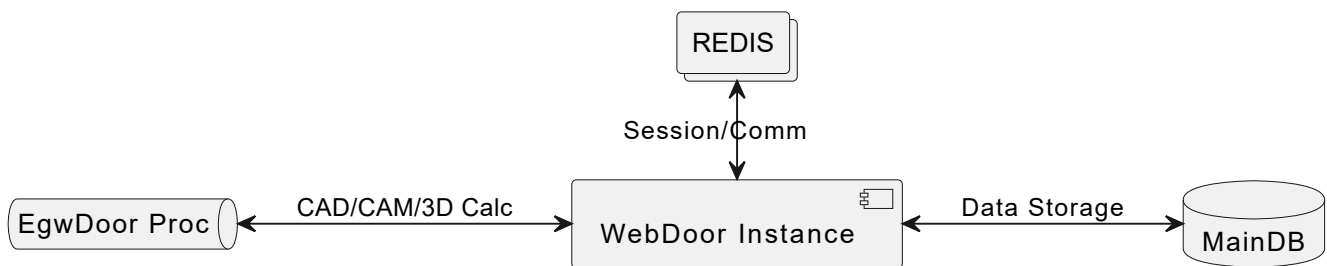 REDIS
Session/Comm
EgwDoor Proc
CAD/CAM/3D Calc
WebDoor Instance
Data Storage
MainDB